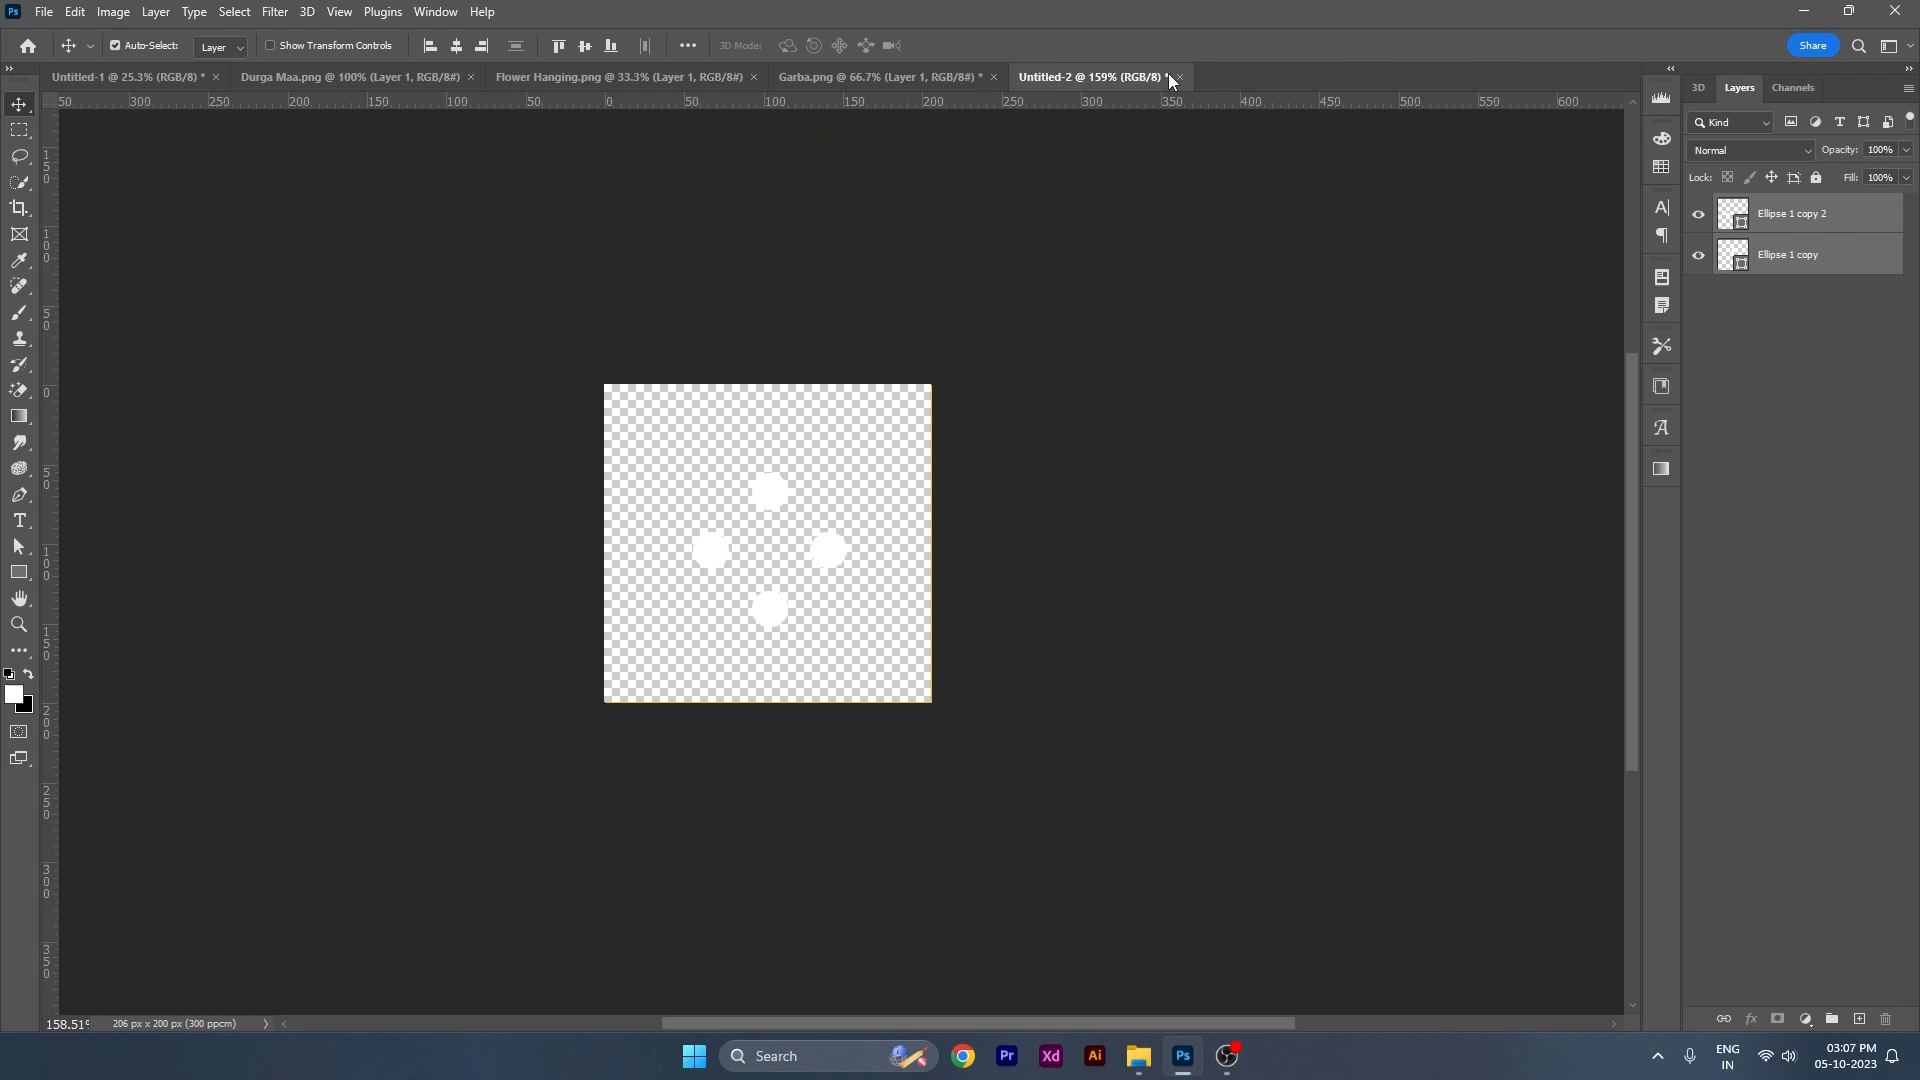 Ps File Edit Image Layer Type Select Filter 3D View Plugins Window Help
Auto-Select: Layer Show Transform Controls 3D Mode: Share
Untitled-1 @ 25.3% (RGB/8) * Durga Maa.png @ 100% (Layer 1, RGB/8#) Flower Hanging.png @ 33.3% (Layer 1, RGB/8#) Garba.png @ 66.7% (Layer 1, RGB/8#) * Untitled-2 @ 159% (RGB/8) *
3D Layers Channels
50 300 250 200 150 100 50 0 50 100 150 200 250 300 350 400 450 500 550 600
Kind
Normal Opacity: 100%
Lock: Fill: 100%
Ellipse 1 copy 2
Ellipse 1 copy
150
100
50
0
50
100
150
200
250
300
350
158.51%
206 px x 200 px (300 ppcm)
Search Pr Xd Ai Ps
ENG
IN
03:07 PM
05-10-2023